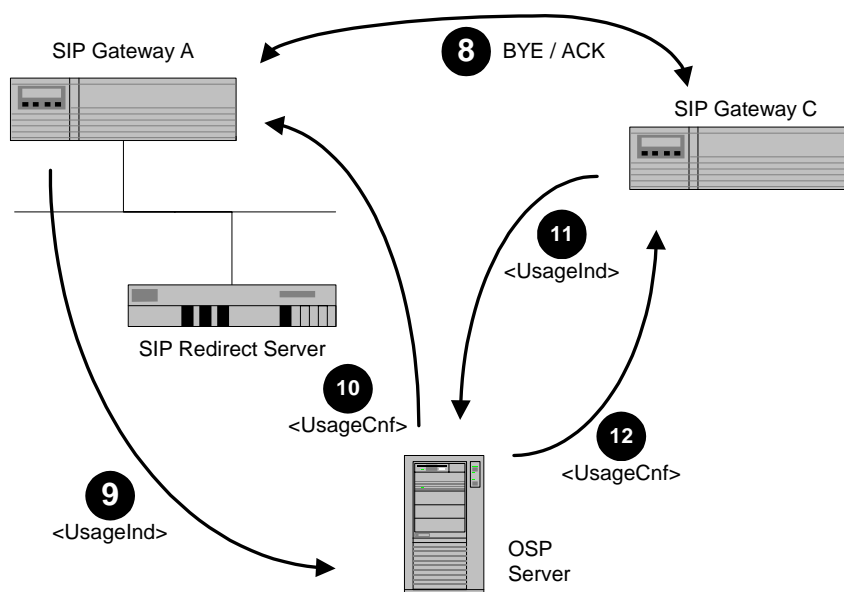 SIP Gateway A
8 BYE / ACK
SIP Gateway C
11
<UsageInd>
SIP Redirect Server
10
<UsageCnf>
12
<UsageCnf>
9
<UsageInd>
OSP
Server